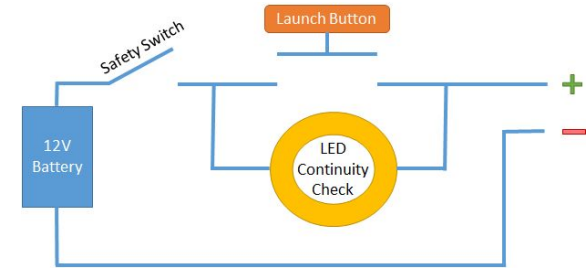 Launch Button
Safety Switch
12V
Battery
LED
Continuity
Check
+
-